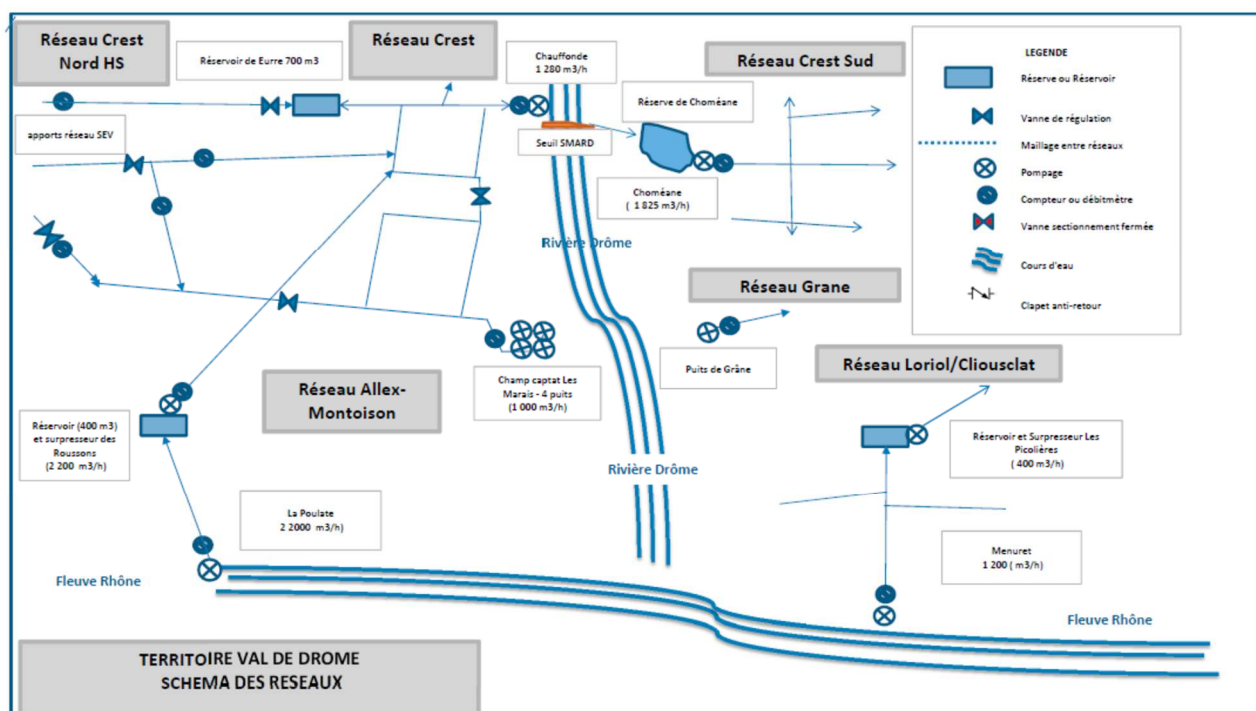 Réseau Crest
Nord HS
Réservoir de Eurre 700 m3
Réseau Crest
Chauffonde
1 280 m3/h
Réseau Crest Sud
Réserve de Choméane
apports réseau SEV
Seuil SMARD
Choméane
( 1 825 m3/h)
Rivière Drôme
LEGENDE
Réserve ou Réservoir
Vanne de régulation
Maillage entre réseaux
Pompage
Compteur ou débitmètre
Vanne sectionnement fermée
Cours d'eau
Clapet anti-retour
Réseau Grane
Puits de Grâne
Réseau Allex-
Montoison
Champ captat Les
Marais - 4 puits
(1 000 m3/h)
Réseau Loriol/Cliousclat
Réservoir et Surpresseur Les
Picolières
( 400 m3/h)
Réservoir (400 m3)
et surpresseur des
Roussons
(2 200 m3/h)
Rivière Drôme
La Poulate
2 2000 m3/h)
Menuret
1 200 ( m3/h)
Fleuve Rhône
Fleuve Rhône
TERRITOIRE VAL DE DROME
SCHEMA DES RESEAUX